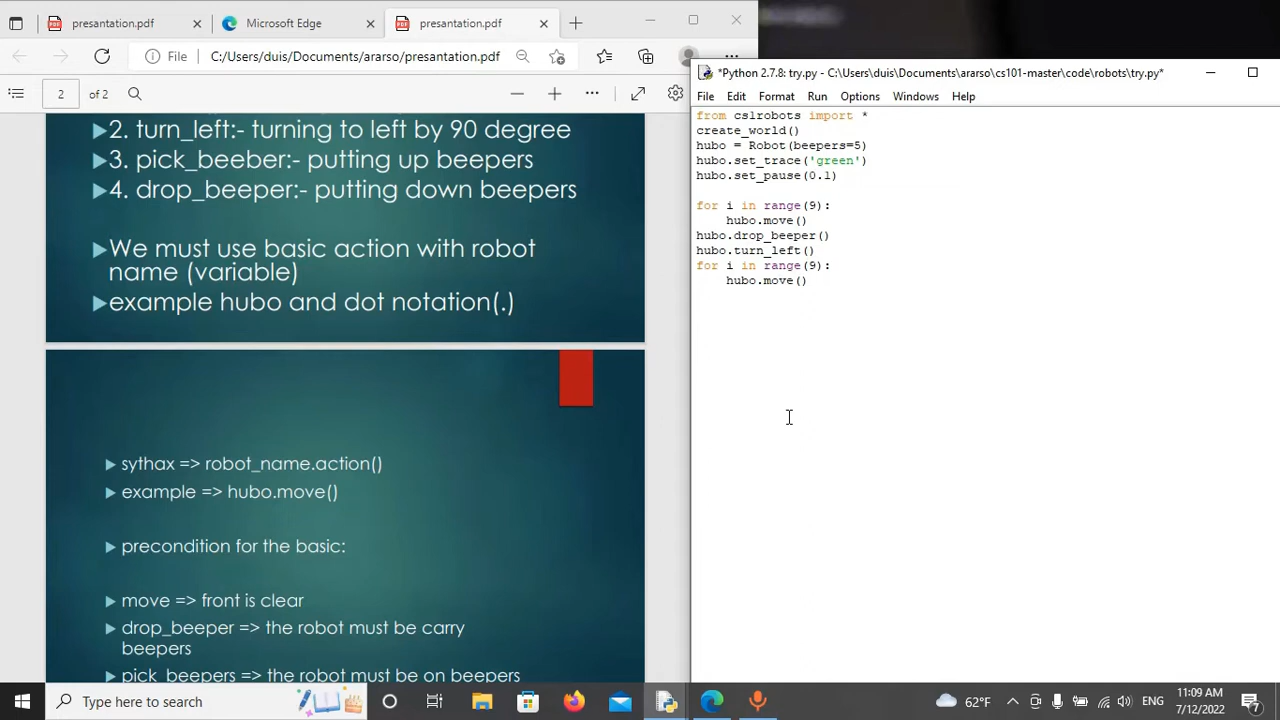 presantation.pdf
Microsoft Edge
presantation.pdf
File
C:/Users/duis/Documents/ararso/presantation.pdf
2
of 2
2. turn_left:- turning to left by 90 degree
3. pick_beeber:- putting up beepers
4. drop_beeper:- putting down beepers
We must use basic action with robot
name (variable)
example hubo and dot notation(.)
sythax => robot_name.action()
example => hubo.move()
precondition for the basic:
move => front is clear
drop_beeper => the robot must be carry
beepers
pick_beepers => the robot must be on beepers
*Python 2.7.8: try.py - C:\Users\duis\Documents\ararso\cs101-master\code\robots\try.py*
File Edit Format Run Options Windows Help
from cs1robots import *
create_world()
hubo = Robot(beepers=5)
hubo.set_trace('green')
hubo.set_pause(0.1)
for i in range(9):
hubo.move()
hubo.drop_beeper()
hubo.turn_left()
for i in range(9):
hubo.move()
Type here to search
62°F
ENG
11:09 AM
7/12/2022
7